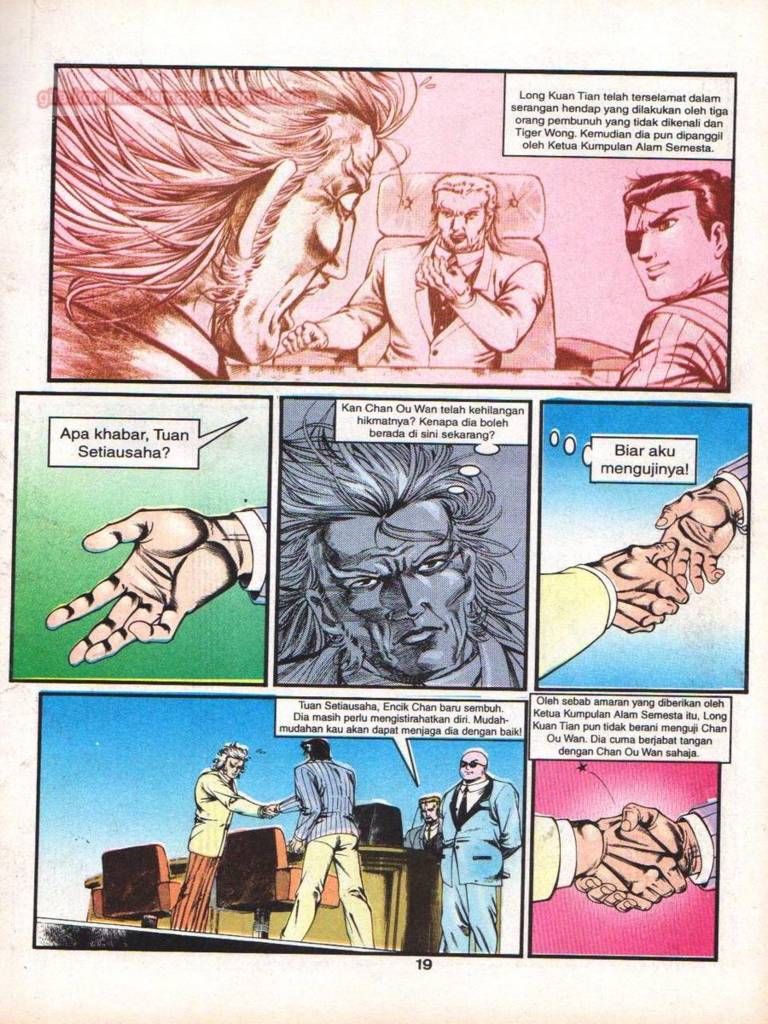 Long Kuan Tian telah terselamat dalam
serangan hendap yang dilakukan oleh tiga
orang pembunuh yang tidak dikenali dan
Tiger Wong. Kemudian dia pun dipanggil
oleh Ketua Kumpulan Alam Semesta.
Apa khabar, Tuan
Setiausaha?
Kan Chan Ou Wan telah kehilangan
hikmatnya? Kenapa dia boleh
berada di sini sekarang?
Biar aku
mengujinya!
Tuan Setiausaha, Encik Chan baru sembuh.
Dia masih perlu mengistirahatkan diri. Mudah-
mudahan kau akan dapat menjaga dia dengan baik!
Oleh sebab amaran yang diberikan oleh
Ketua Kumpulan Alam Semesta itu, Long
Kuan Tian pun tidak berani menguji Chan
Ou Wan. Dia cuma berjabat tangan
dengan Chan Ou Wan sahaja.
19